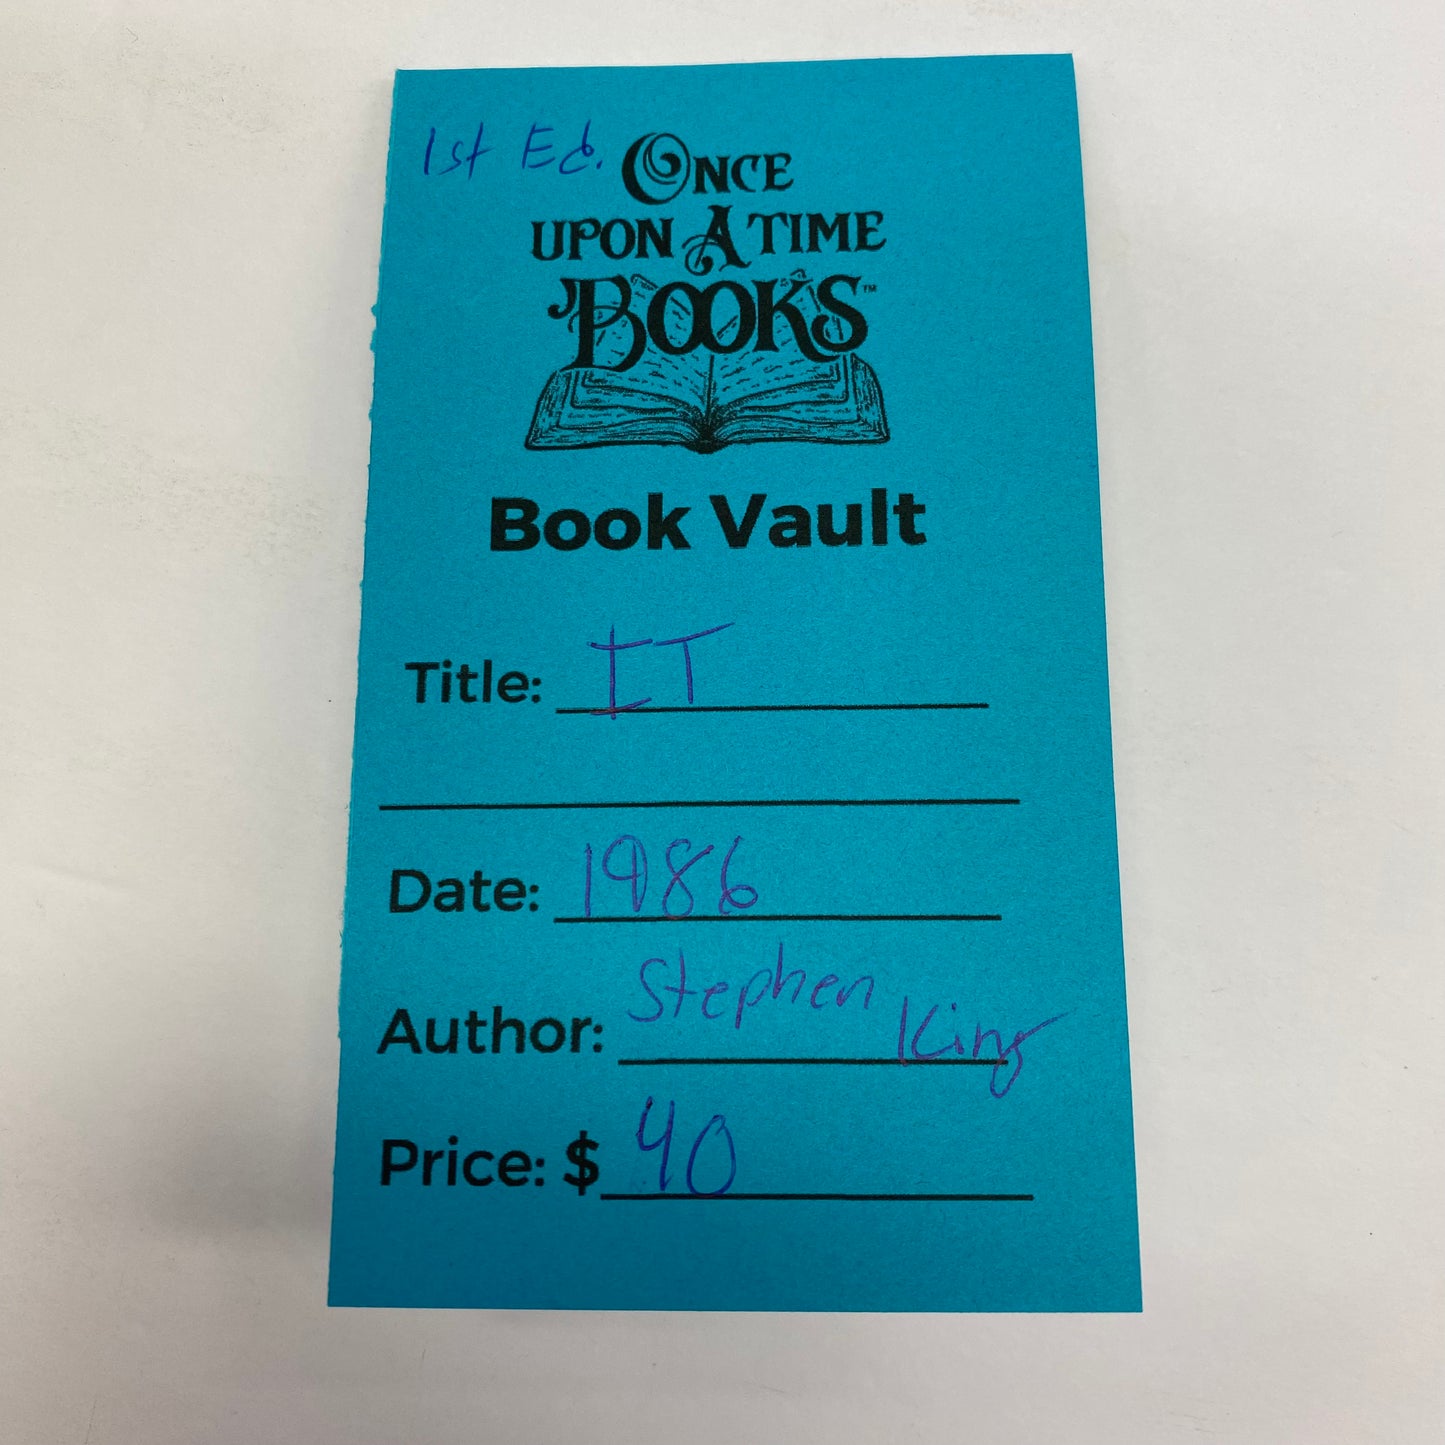 1st Ed.
ONCE
UPON A TIME
BOOKS™
Book Vault
Title: IT
Date: 1986
Author: Stephen King
Price: $ 40